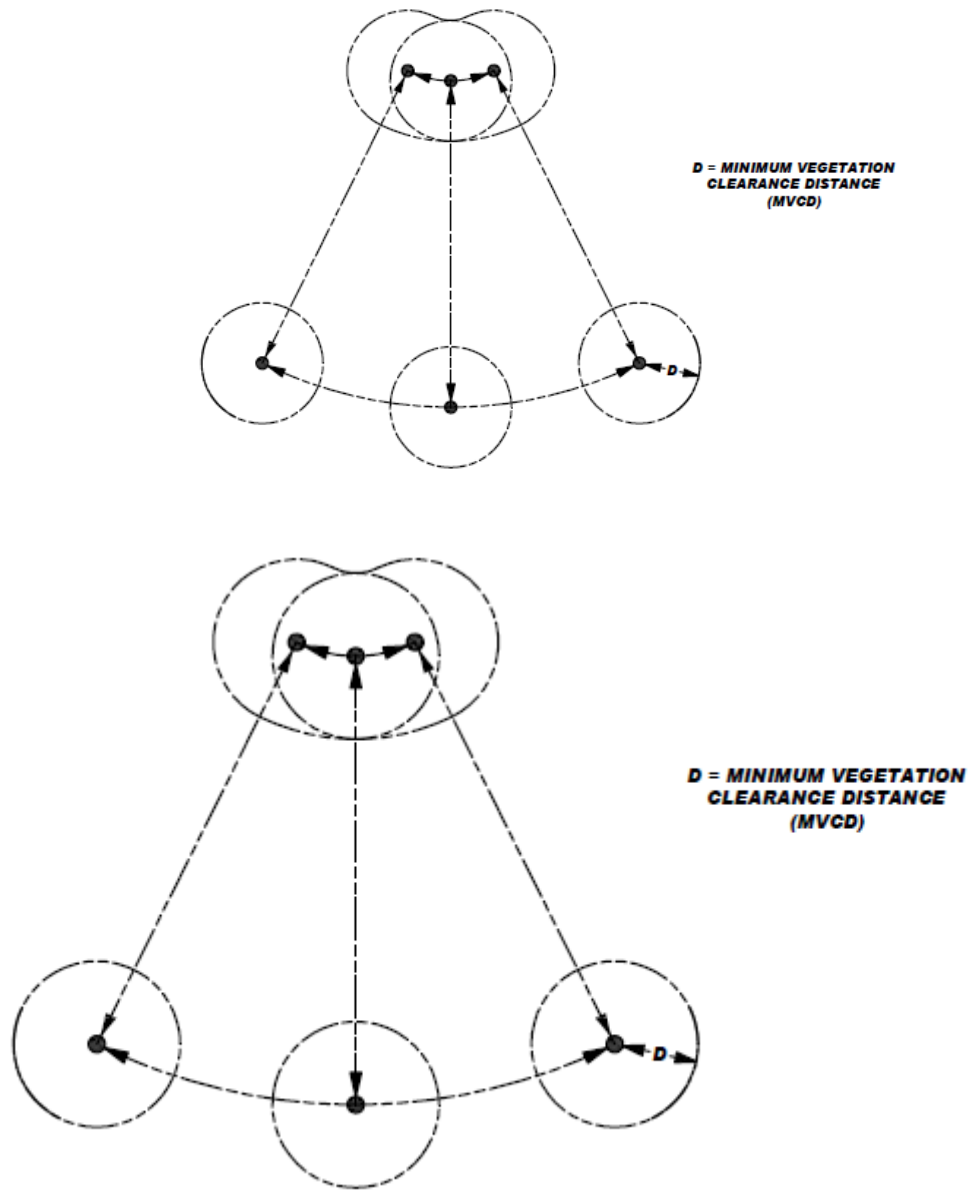 D = MINIMUM VEGETATION
CLEARANCE DISTANCE
(MVCD)
D
D = MINIMUM VEGETATION
CLEARANCE DISTANCE
(MVCD)
D